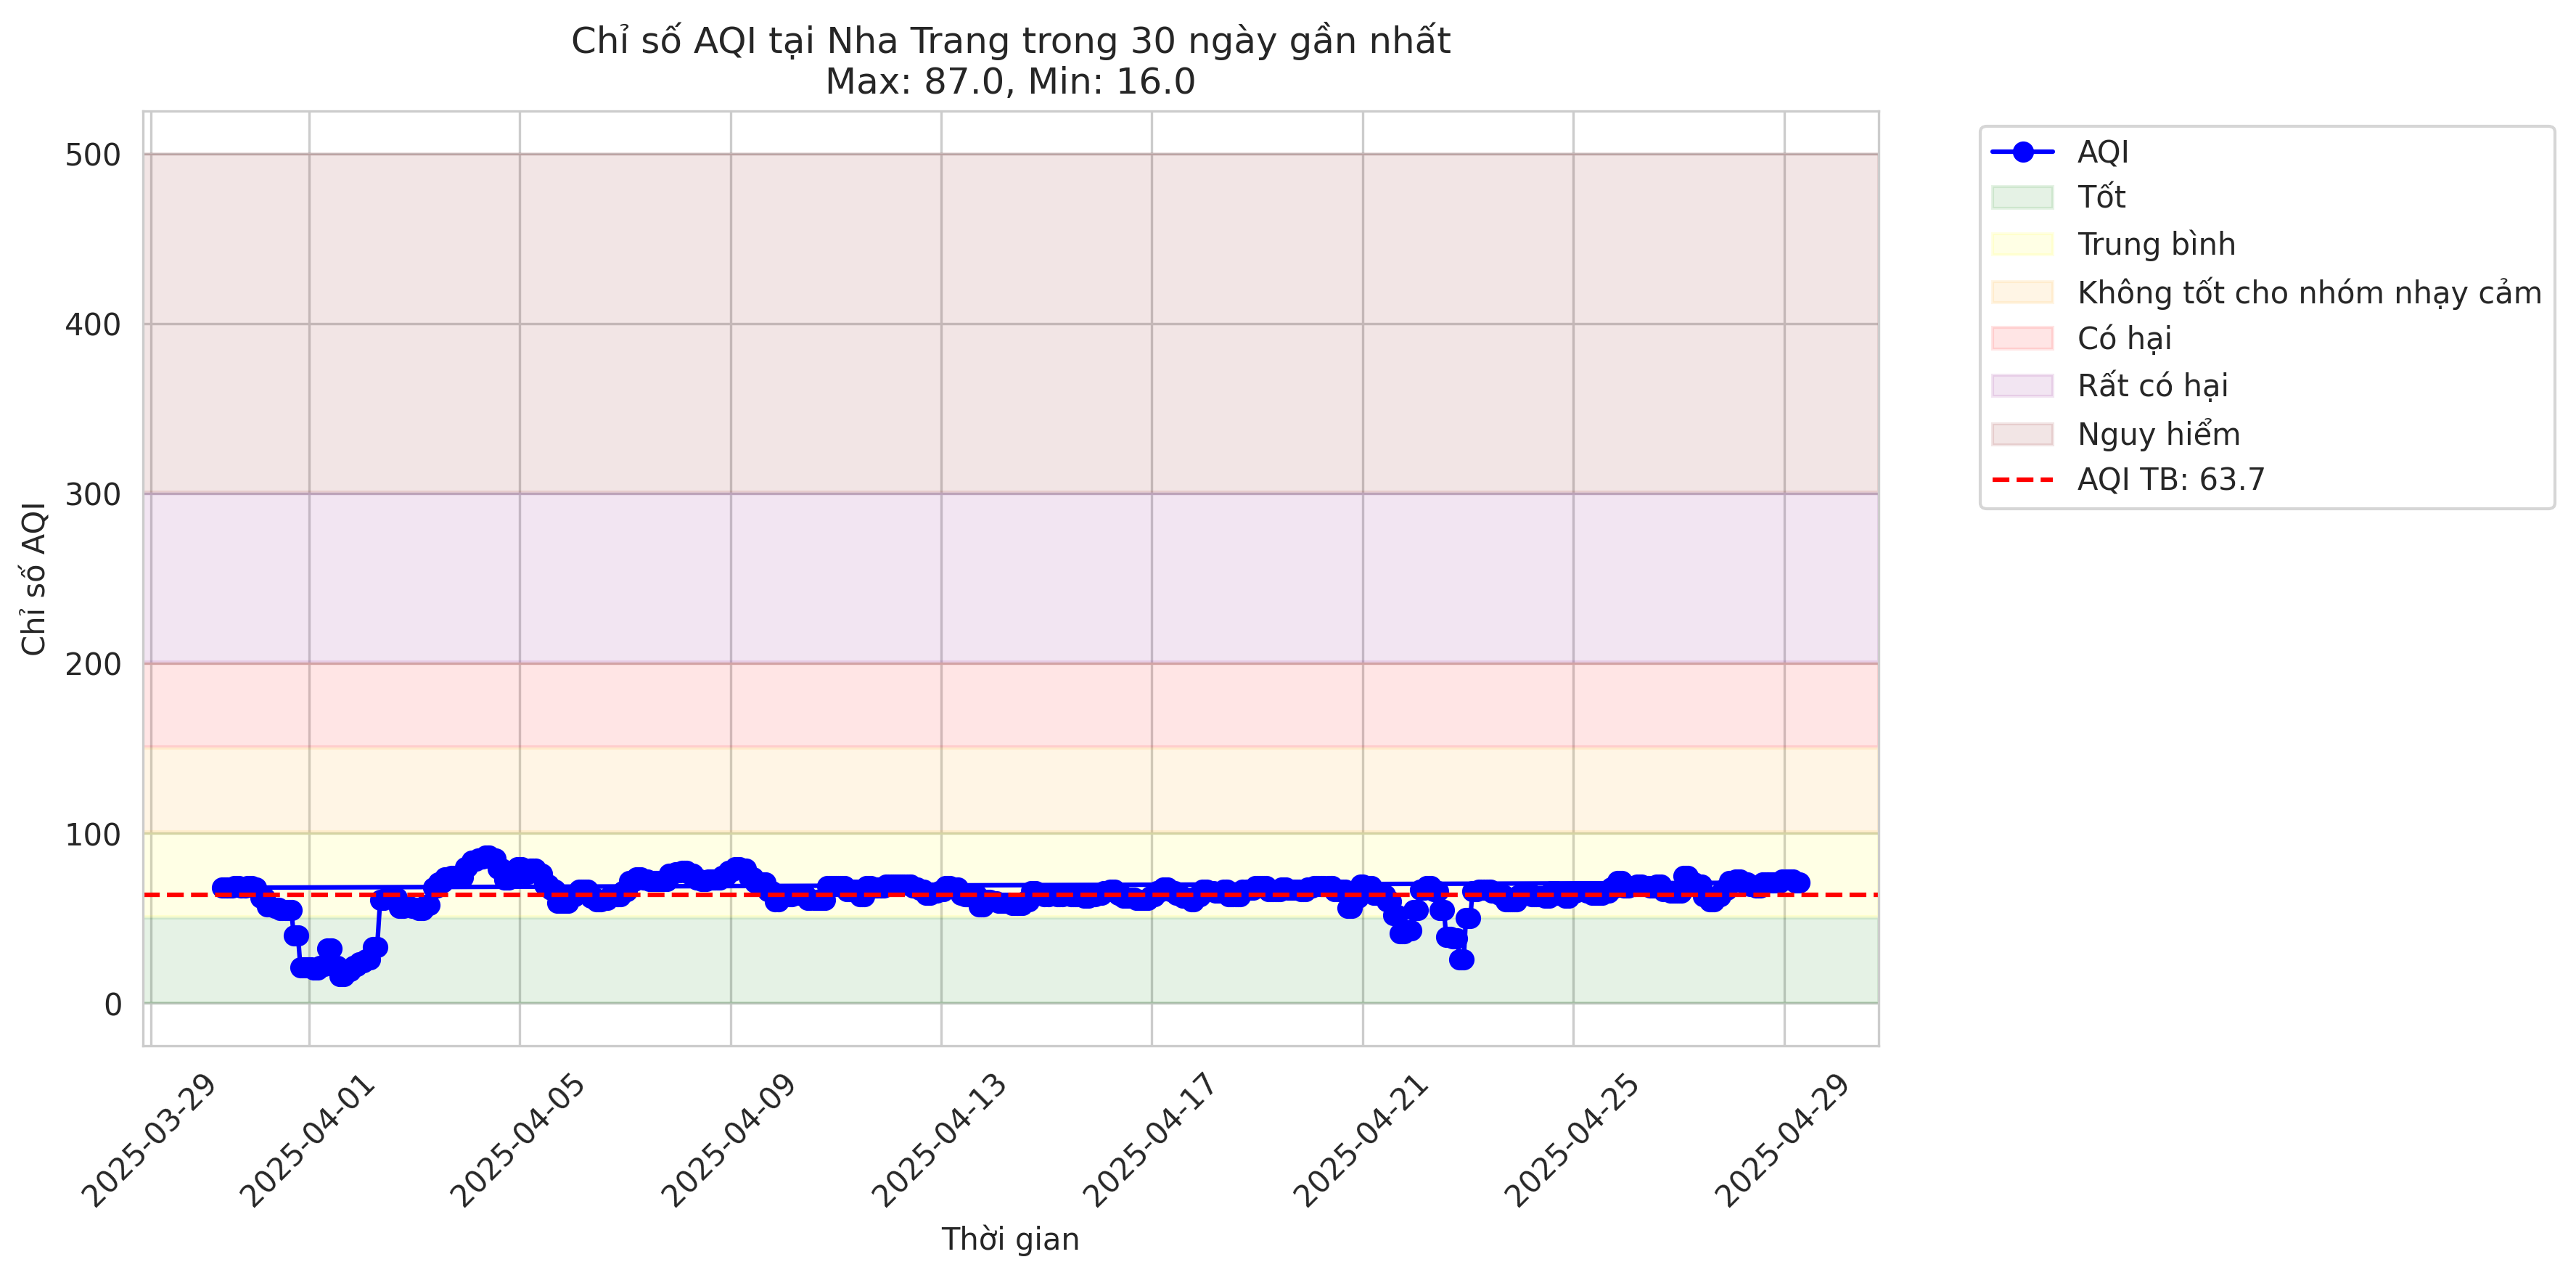 Chỉ số AQI tại Nha Trang trong 30 ngày gần nhất
Max: 87.0, Min: 16.0
Chỉ số AQI
500
400
300
200
100
0
2025-03-29
2025-04-01
2025-04-05
2025-04-09
2025-04-13
2025-04-17
2025-04-21
2025-04-25
2025-04-29
Thời gian
AQI
Tốt
Trung bình
Không tốt cho nhóm nhạy cảm
Có hại
Rất có hại
Nguy hiểm
AQI TB: 63.7